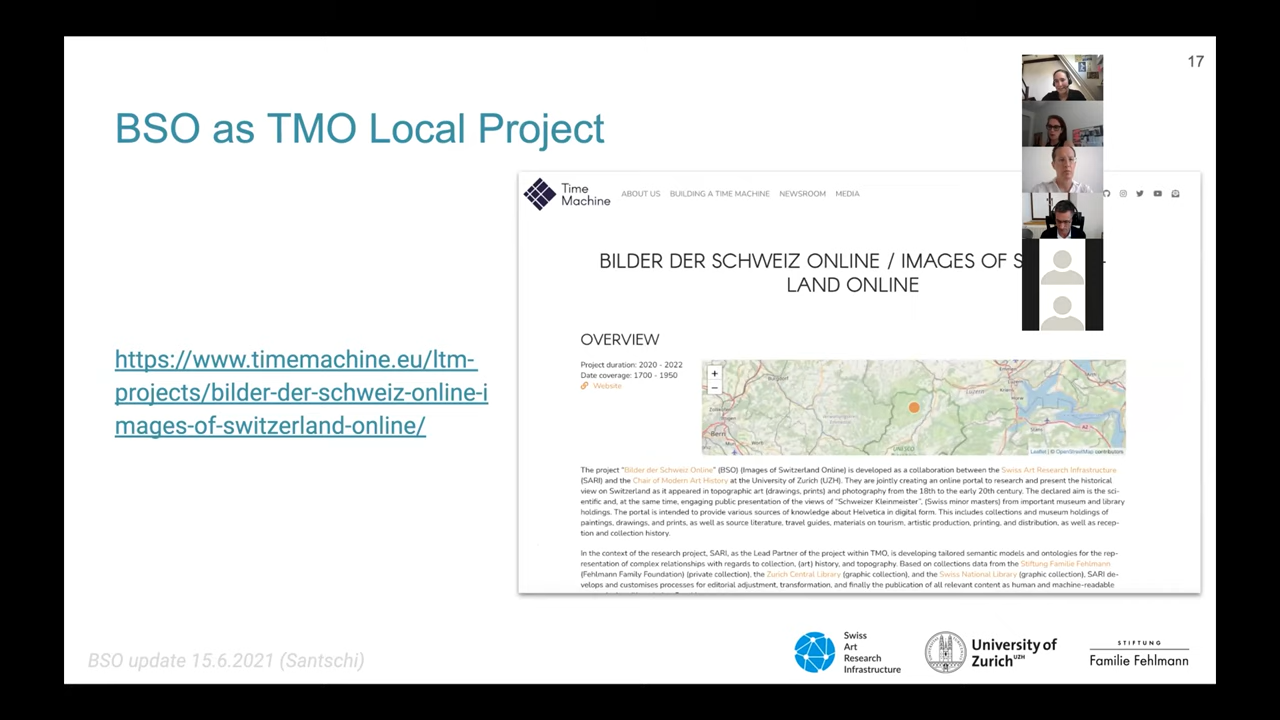 17
BSO as TMO Local Project
https://www.timemachine.eu/ltm-
projects/bilder-der-schweiz-online-i
mages-of-switzerland-online/
Time
Machine
ABOUT US BUILDING A TIME MACHINE NEWSROOM MEDIA
BILDER DER SCHWEIZ ONLINE / IMAGES OF S
LAND ONLINE
OVERVIEW
Project duration: 2020 - 2022
Date coverage: 1700 - 1950
Website
+
−
Bern
Leaflet | © OpenStreetMap contributors
The project "Bilder der Schweiz Online" (BSO) (Images of Switzerland Online) is developed as a collaboration between the Swiss Art Research Infrastructure
(SARI) and the Chair of Modern Art History at the University of Zurich (UZH). They are jointly creating an online portal to research and present the historical
view on Switzerland as it appeared in topographic art (drawings, prints) and photography from the 18th to the early 20th century. The declared aim is the sci-
entific and, at the same time, engaging public presentation of the views of "Schweizer Kleinmeister", (Swiss minor masters) from important museum and library
holdings. The portal is intended to provide various sources of knowledge about Helvetica in digital form. This includes collections and museum holdings of
paintings, drawings, and prints, as well as source literature, travel guides, materials on tourism, artistic production, printing, and distribution, as well as recep-
tion and collection history.
In the context of the research project, SARI, as the Lead Partner of the project within TMO, is developing tailored semantic models and ontologies for the rep-
resentation of complex relationships with regards to collection, (art) history, and topography. Based on collections data from the Stiftung Familie Fehlmann
(Fehlmann Family Foundation) (private collection), the Zurich Central Library (graphic collection), and the Swiss National Library (graphic collection), SARI de-
velops and customises processes for editorial adjustment, transformation, and finally the publication of all relevant content as human and machine-readable
BSO update 15.6.2021 (Santschi)
Swiss
Art
Research
Infrastructure
University of
Zurich UZH
STIFTUNG
Familie Fehlmann